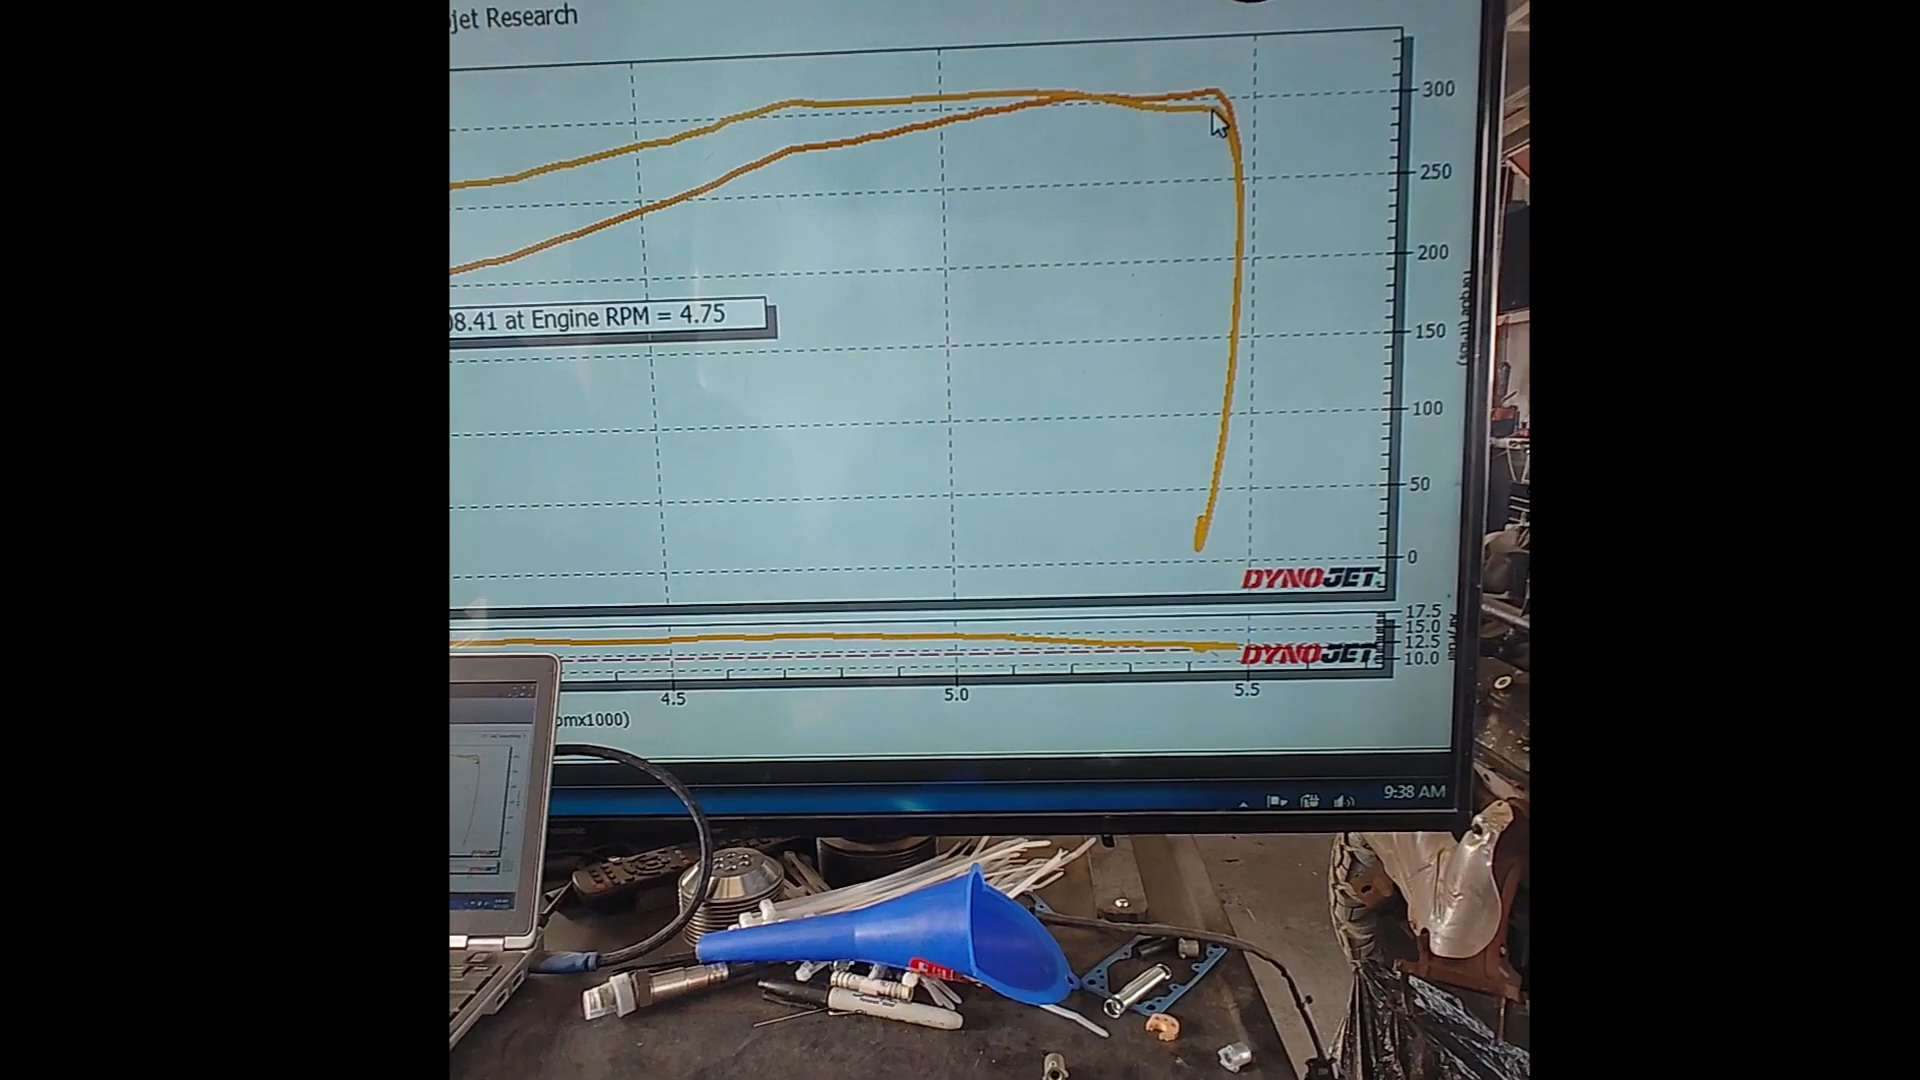 jet Research
300
250
200
150
100
50
0
08.41 at Engine RPM = 4.75
DYNOJET
17.5
15.0
12.5
10.0
DYNOJET
4.5 5.0 5.5
pmx1000)
9:38 AM